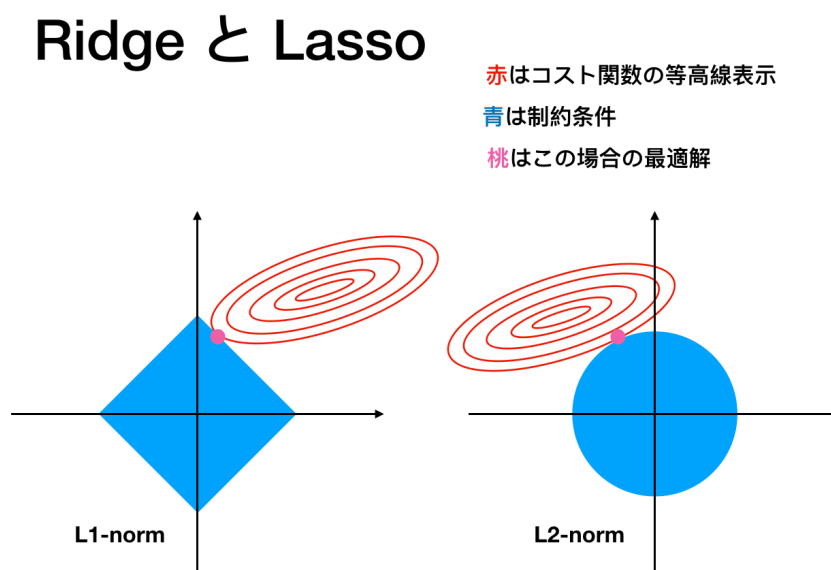 Ridge と Lasso
赤はコスト関数の等高線表示
青は制約条件
桃はこの場合の最適解
L1-norm
L2-norm